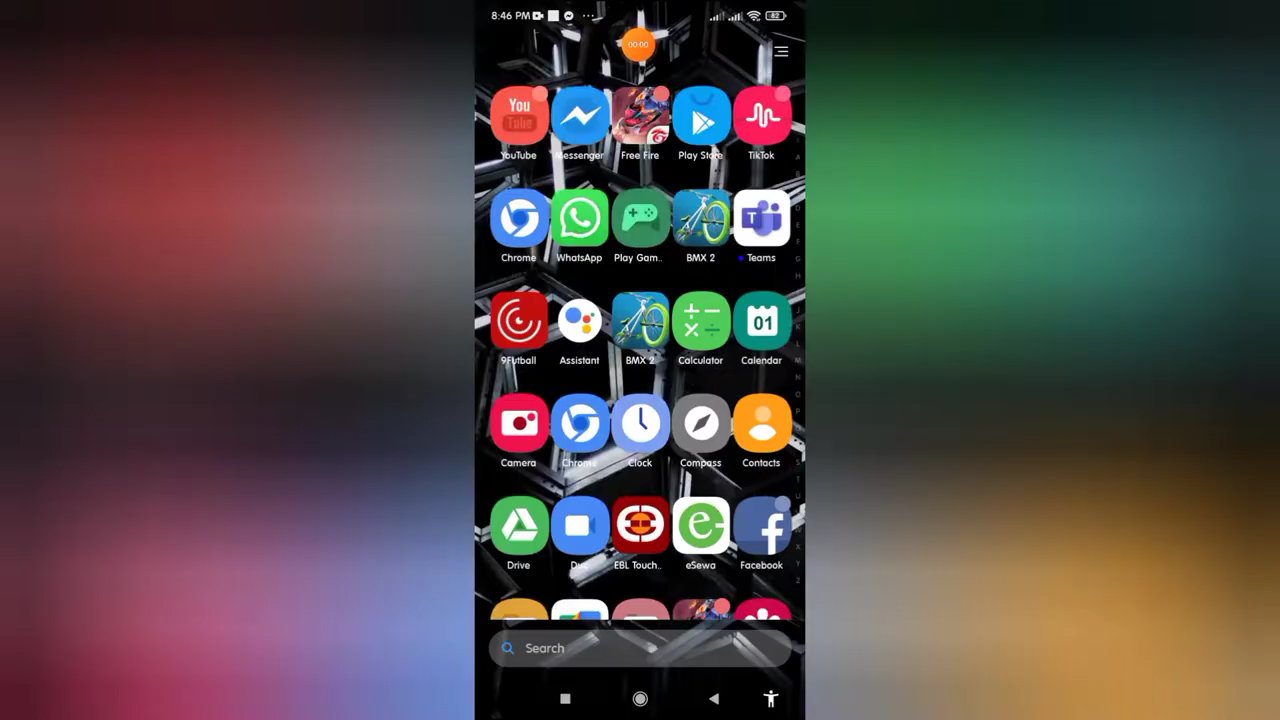 8:46 PM 82
00:00
You
Tube
YouTube Messenger Free Fire Play Store TikTok
Chrome WhatsApp Play Gam.. BMX 2 Teams
01
9Futball Assistant BMX 2 Calculator Calendar
Camera Chrome Clock Compass Contacts
Drive Duo EBL Touch.. eSewa Facebook
Search